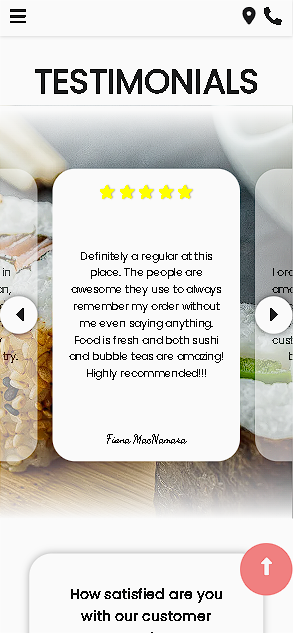 TESTIMONIALS
Definitely a regular at this
place. The people are
awesome they use to always
remember my order without
me even saying anything.
Food is fresh and both sushi
and bubble teas are amazing!
Highly recommended!!!
Fiona MacNamara
in
try.
I or
How satisfied are you
with our customer